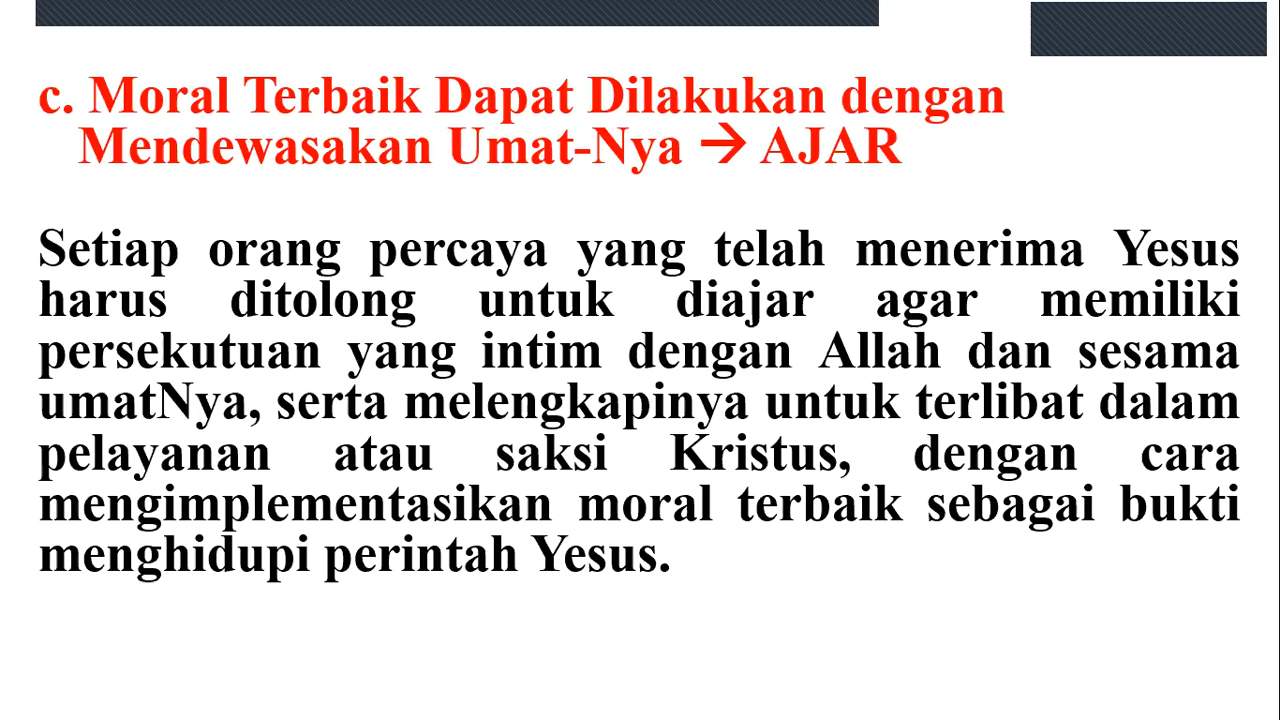 c. Moral Terbaik Dapat Dilakukan dengan
Mendewasakan Umat-Nya → AJAR
Setiap orang percaya yang telah menerima Yesus
harus ditolong untuk diajar agar memiliki
persekutuan yang intim dengan Allah dan sesama
umatNya, serta melengkapinya untuk terlibat dalam
pelayanan atau saksi Kristus, dengan cara
mengimplementasikan moral terbaik sebagai bukti
menghidupi perintah Yesus.